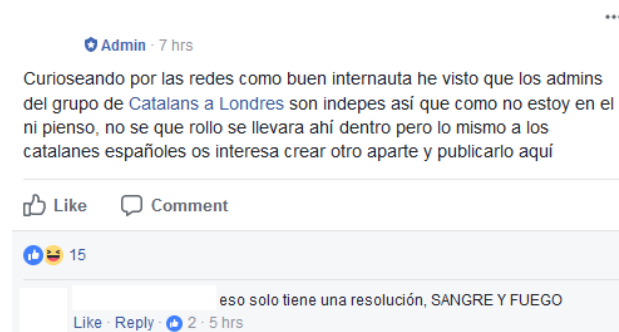 Admin · 7 hrs
Curioseando por las redes como buen internauta he visto que los admins
del grupo de Catalans a Londres son indepes así que como no estoy en el
ni pienso, no se que rollo se llevara ahí dentro pero lo mismo a los
catalanes españoles os interesa crear otro aparte y publicarlo aquí
Like Comment
15
eso solo tiene una resolución, SANGRE Y FUEGO
Like · Reply · 2 · 5 hrs